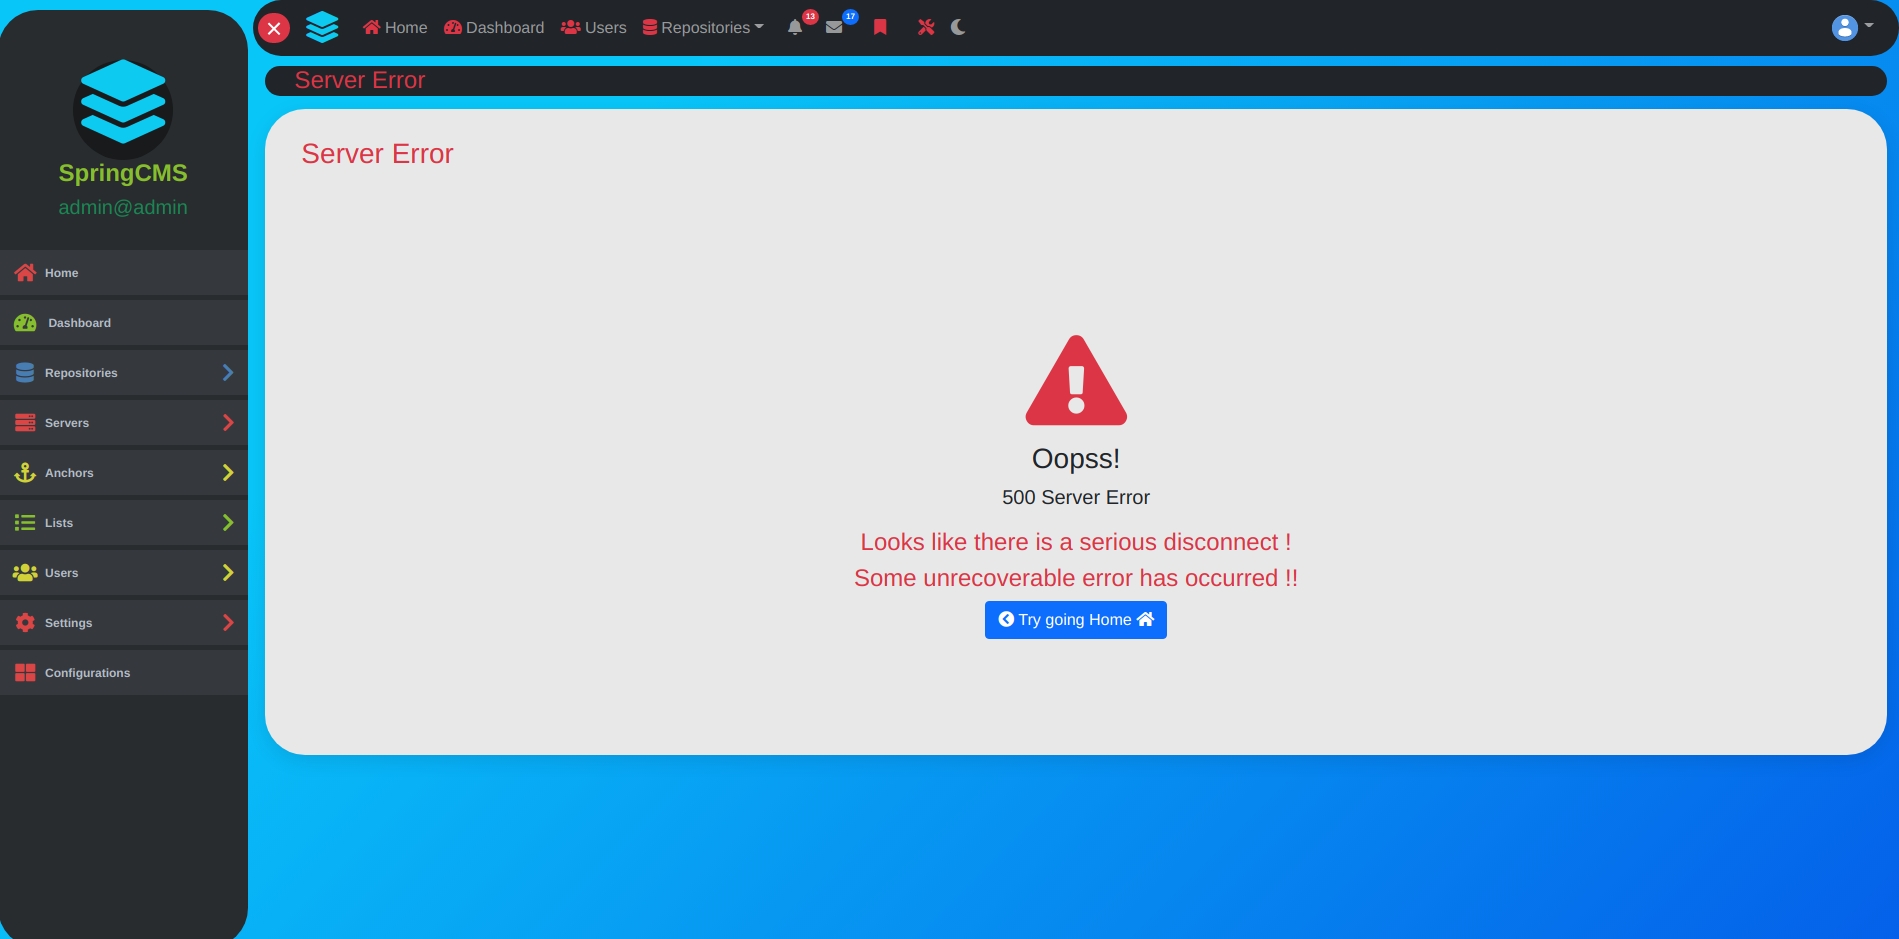 Home Dashboard Users Repositories 13 17
SpringCMS
admin@admin
Home
Dashboard
Repositories
Servers
Anchors
Lists
Users
Settings
Configurations
Server Error
Server Error
Oopss!
500 Server Error
Looks like there is a serious disconnect !
Some unrecoverable error has occurred !!
Try going Home